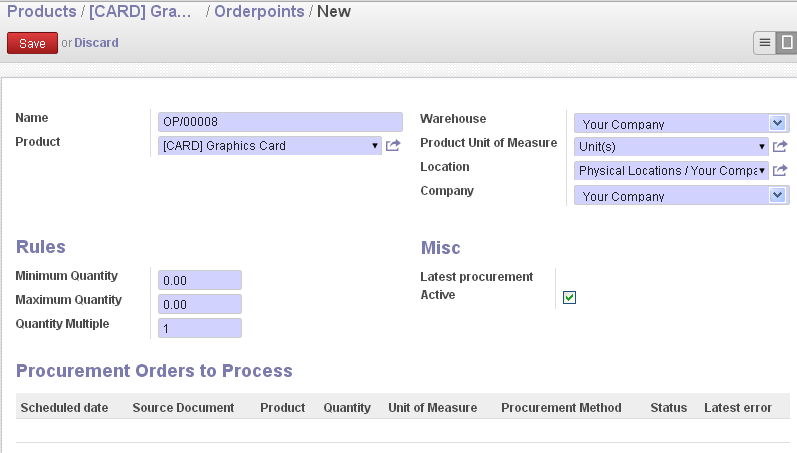 Products / [CARD] Gra... / Orderpoints / New
Save or Discard
Name OP/00008
Product [CARD] Graphics Card
Warehouse Your Company
Product Unit of Measure Unit(s)
Location Physical Locations / Your Compa
Company Your Company
Rules
Minimum Quantity 0.00
Maximum Quantity 0.00
Quantity Multiple 1
Misc
Latest procurement
Active
Procurement Orders to Process
Scheduled date Source Document Product Quantity Unit of Measure Procurement Method Status Latest error